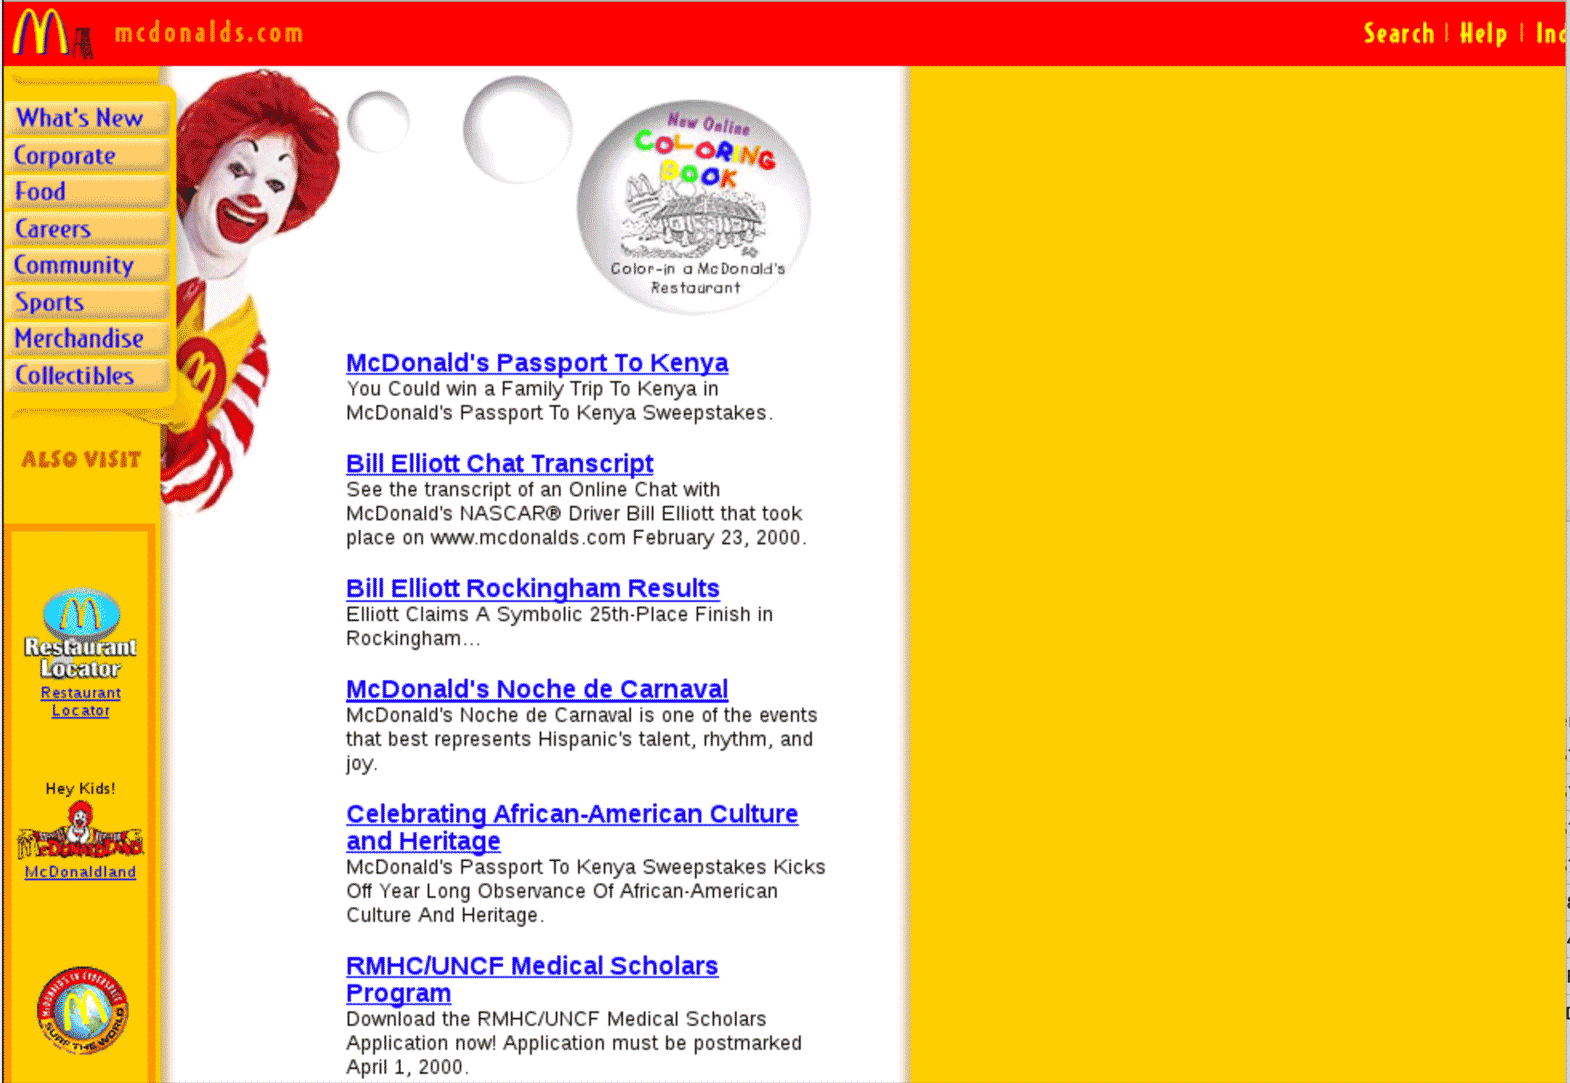 mcdonalds.com
Search | Help |
What's New
Corporate
Food
Careers
Community
Sports
Merchandise
Collectibles
ALSO VISIT
Restaurant
Locator
Restaurant
Locator
Hey Kids!
McDONALDLAND
McDonaldland
McDONALD'S IN CYBERSPACE
SURF THE WORLD
New Online
COLORING
BOOK
Color-in a McDonald's
Restaurant
McDonald's Passport To Kenya
You Could win a Family Trip To Kenya in
McDonald's Passport To Kenya Sweepstakes.
Bill Elliott Chat Transcript
See the transcript of an Online Chat with
McDonald's NASCAR® Driver Bill Elliott that took
place on www.mcdonalds.com February 23, 2000.
Bill Elliott Rockingham Results
Elliott Claims A Symbolic 25th-Place Finish in
Rockingham...
McDonald's Noche de Carnaval
McDonald's Noche de Carnaval is one of the events
that best represents Hispanic's talent, rhythm, and
joy.
Celebrating African-American Culture
and Heritage
McDonald's Passport To Kenya Sweepstakes Kicks
Off Year Long Observance Of African-American
Culture And Heritage.
RMHC/UNCF Medical Scholars
Program
Download the RMHC/UNCF Medical Scholars
Application now! Application must be postmarked
April 1, 2000.